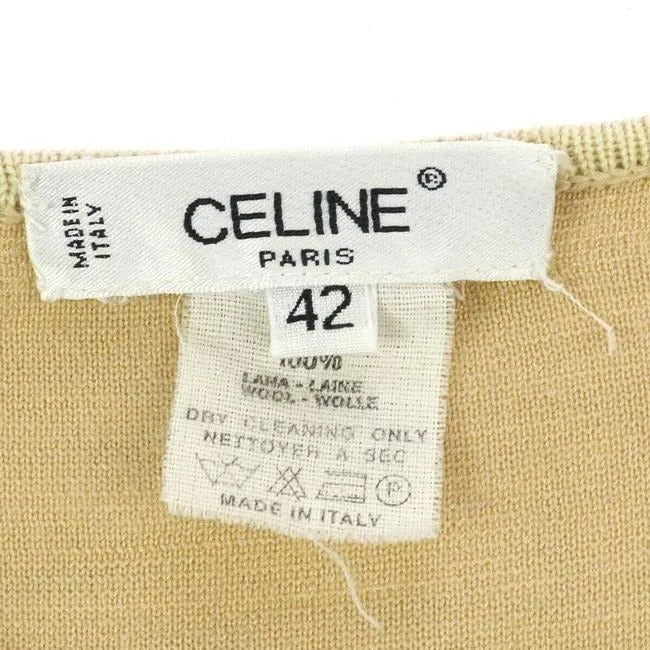 MADE IN
ITALY
CELINE®
PARIS
42
100%
LANA - LAINE
WOOL - WOLLE
DRY CLEANING ONLY
NETTOYER A SEC
P
MADE IN ITALY